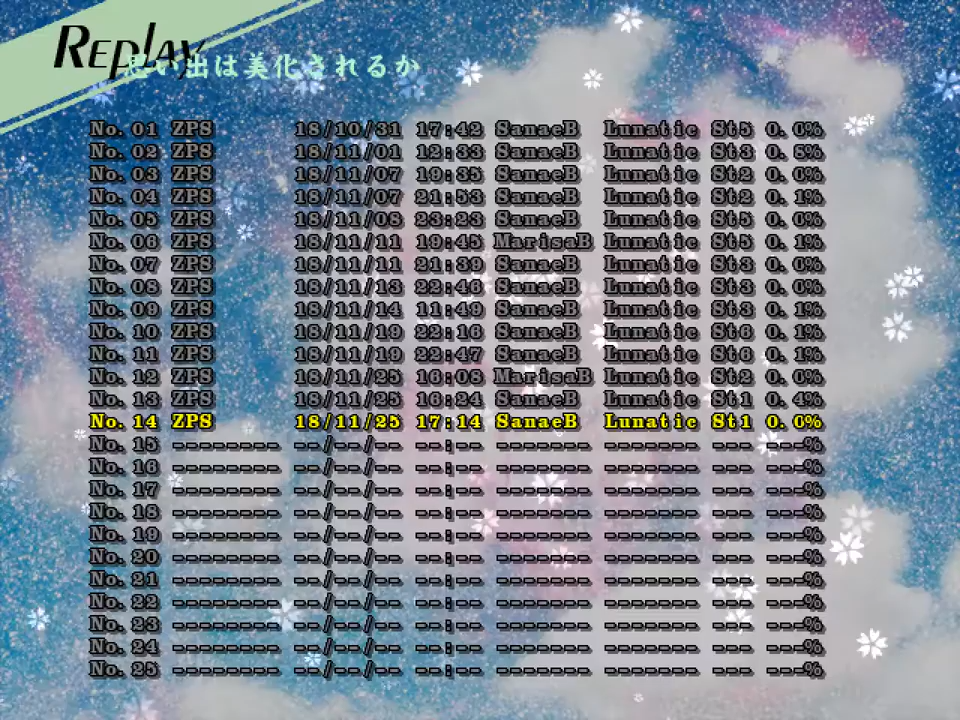 Replay
思い出は美化されるか
No. 01 ZPS 18/10/31 17:42 SanaeB Lunatic St5 0. 0%
No. 02 ZPS 18/11/01 12:33 SanaeB Lunatic St3 0. 8%
No. 03 ZPS 18/11/07 19:35 SanaeB Lunatic St2 0. 0%
No. 04 ZPS 18/11/07 21:53 SanaeB Lunatic St2 0. 1%
No. 05 ZPS 18/11/08 23:23 SanaeB Lunatic St5 0. 0%
No. 06 ZPS 18/11/11 19:45 MarisaB Lunatic St5 0. 1%
No. 07 ZPS 18/11/11 21:39 SanaeB Lunatic St3 0. 0%
No. 08 ZPS 18/11/13 22:46 SanaeB Lunatic St3 0. 0%
No. 09 ZPS 18/11/14 11:49 SanaeB Lunatic St3 0. 1%
No. 10 ZPS 18/11/19 22:16 SanaeB Lunatic St6 0. 1%
No. 11 ZPS 18/11/19 22:47 SanaeB Lunatic St6 0. 1%
No. 12 ZPS 18/11/25 16:08 MarisaB Lunatic St2 0. 0%
No. 13 ZPS 18/11/25 16:24 SanaeB Lunatic St1 0. 4%
No. 14 ZPS 18/11/25 17:14 SanaeB Lunatic St1 0. 0%
No. 15 -------- --/--/-- --:-- ------- ------- --- ---%
No. 16 -------- --/--/-- --:-- ------- ------- --- ---%
No. 17 -------- --/--/-- --:-- ------- ------- --- ---%
No. 18 -------- --/--/-- --:-- ------- ------- --- ---%
No. 19 -------- --/--/-- --:-- ------- ------- --- ---%
No. 20 -------- --/--/-- --:-- ------- ------- --- ---%
No. 21 -------- --/--/-- --:-- ------- ------- --- ---%
No. 22 -------- --/--/-- --:-- ------- ------- --- ---%
No. 23 -------- --/--/-- --:-- ------- ------- --- ---%
No. 24 -------- --/--/-- --:-- ------- ------- --- ---%
No. 25 -------- --/--/-- --:-- ------- ------- --- ---%